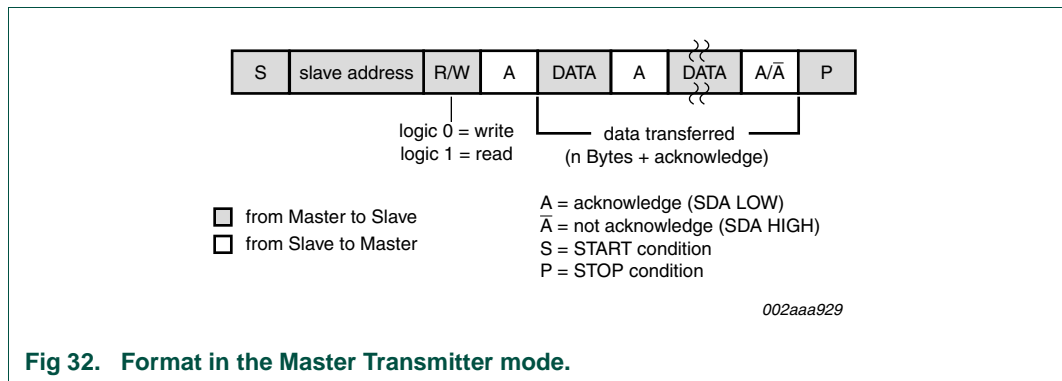 S slave address R/W A DATA A DATA A/A̅ P
logic 0 = write
logic 1 = read
data transferred
(n Bytes + acknowledge)
from Master to Slave
from Slave to Master
A = acknowledge (SDA LOW)
A̅ = not acknowledge (SDA HIGH)
S = START condition
P = STOP condition
002aaa929
Fig 32. Format in the Master Transmitter mode.